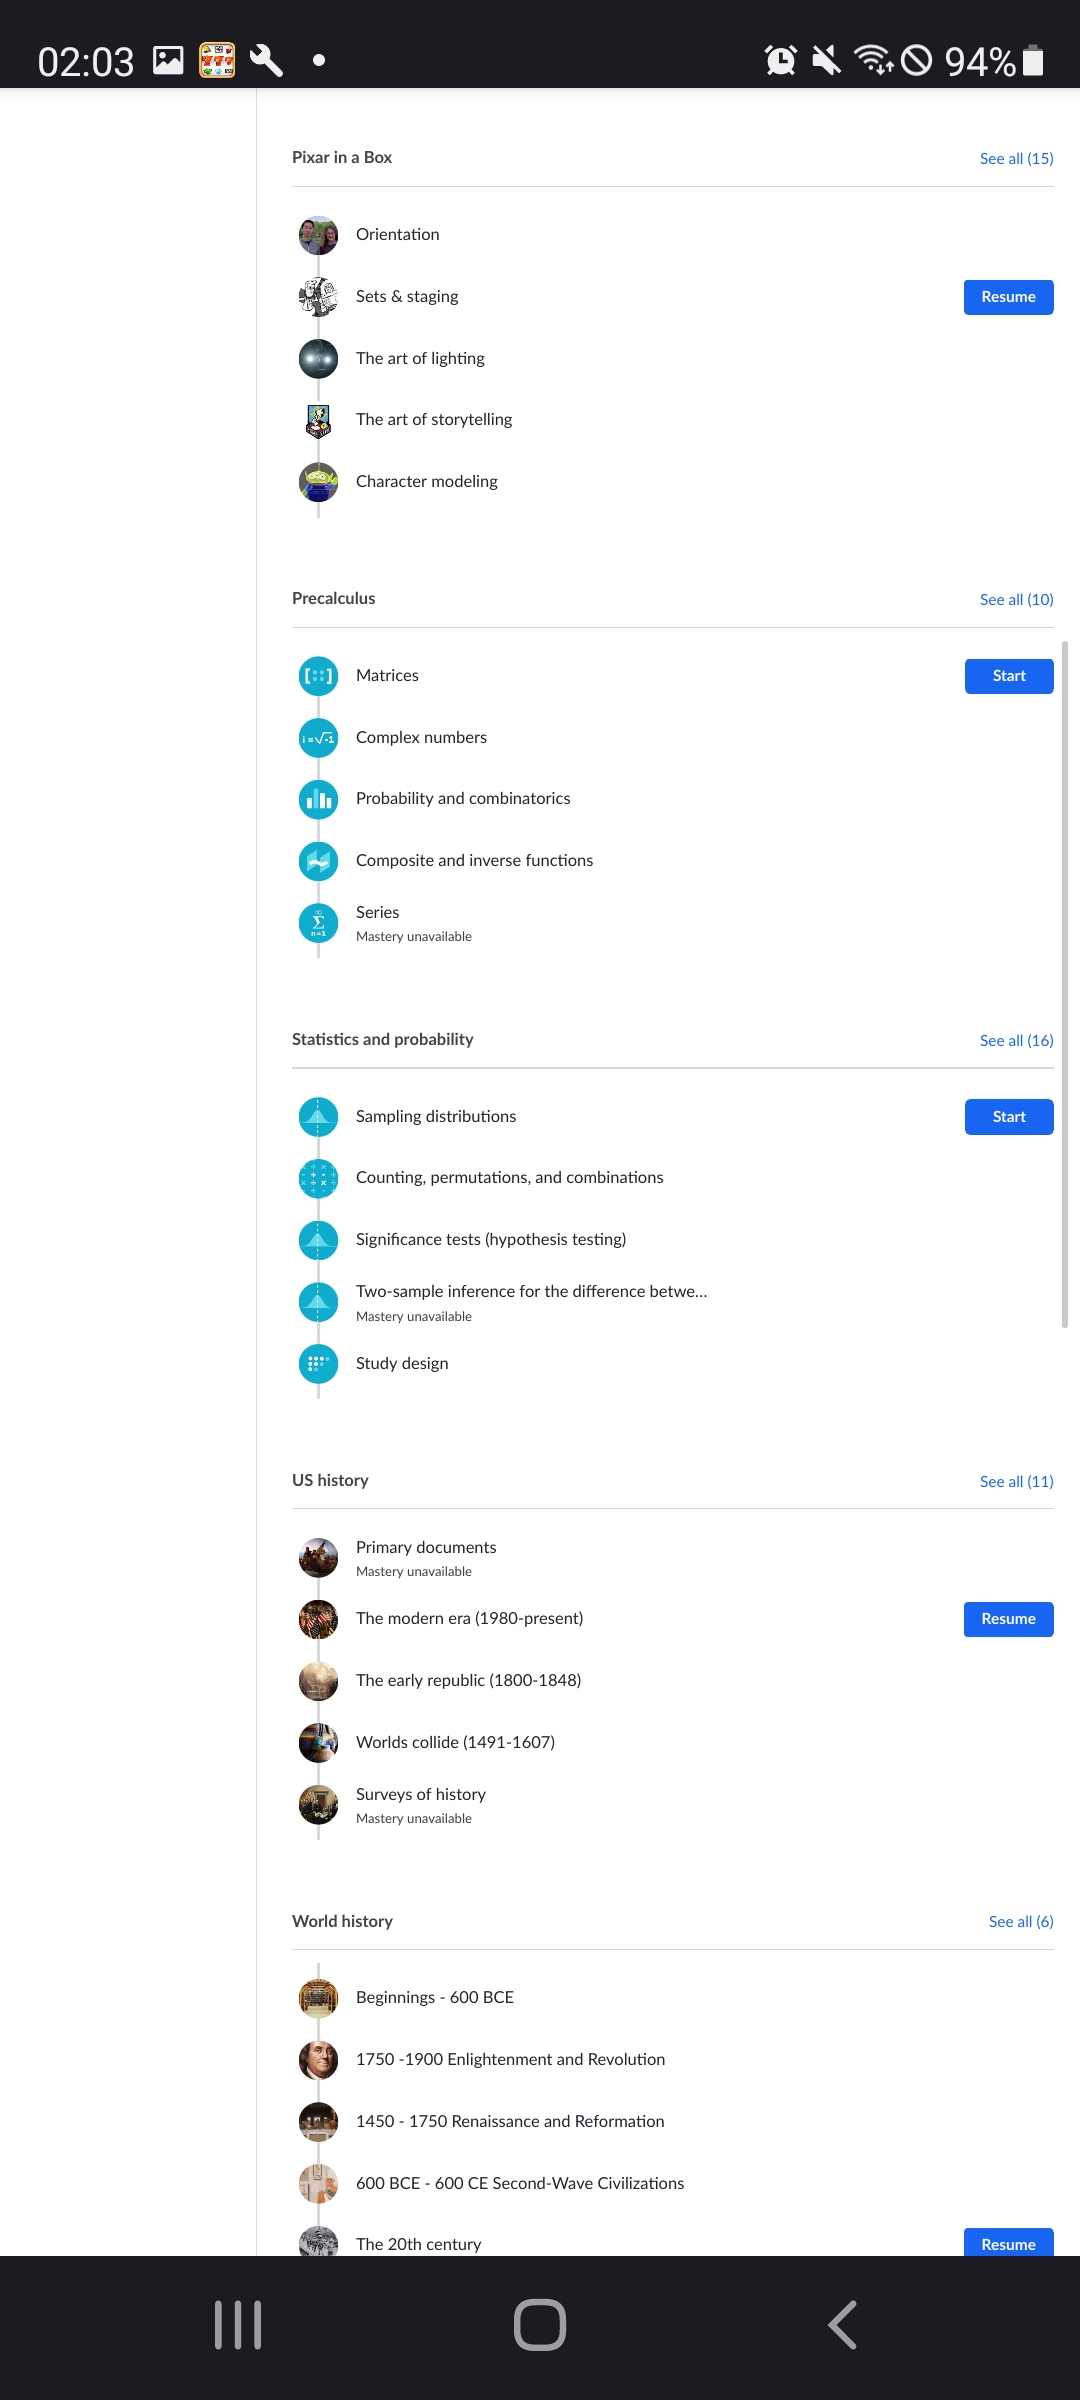 02:03
94%
Pixar in a Box
See all (15)
Orientation
Sets & staging
Resume
The art of lighting
The art of storytelling
Character modeling
Precalculus
See all (10)
Matrices
Start
i = √-1
Complex numbers
Probability and combinatorics
Composite and inverse functions
∞
Σ
n=1
Series
Mastery unavailable
Statistics and probability
See all (16)
Sampling distributions
Start
Counting, permutations, and combinations
Significance tests (hypothesis testing)
Two-sample inference for the difference betwe...
Mastery unavailable
Study design
US history
See all (11)
Primary documents
Mastery unavailable
The modern era (1980-present)
Resume
The early republic (1800-1848)
Worlds collide (1491-1607)
Surveys of history
Mastery unavailable
World history
See all (6)
Beginnings - 600 BCE
1750 -1900 Enlightenment and Revolution
1450 - 1750 Renaissance and Reformation
600 BCE - 600 CE Second-Wave Civilizations
The 20th century
Resume